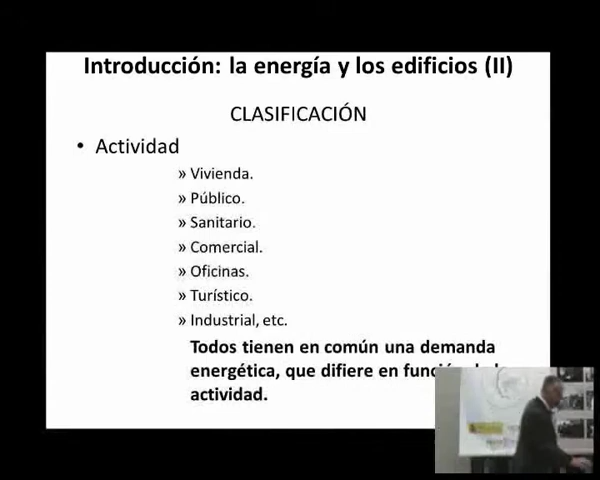 Introducción: la energía y los edificios (II)
CLASIFICACIÓN
• Actividad
» Vivienda.
» Público.
» Sanitario.
» Comercial.
» Oficinas.
» Turístico.
» Industrial, etc.
Todos tienen en común una demanda
energética, que difiere en
actividad.